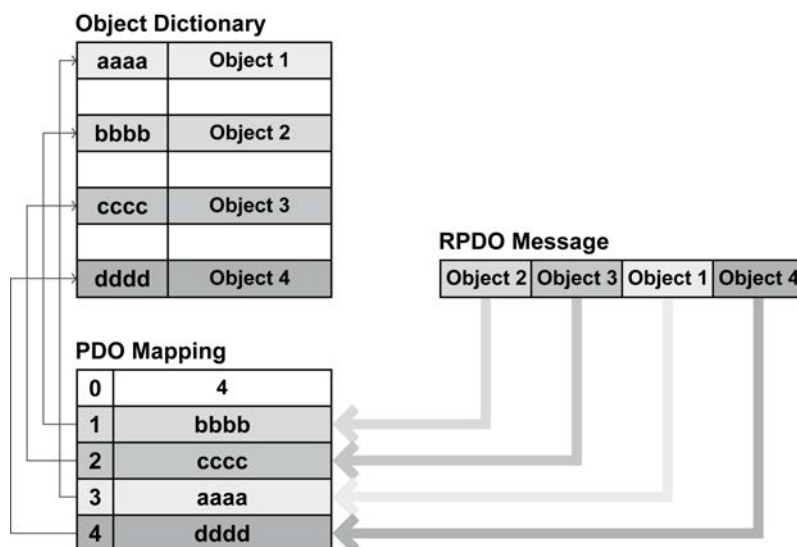 Object Dictionary
aaaa Object 1
bbbb Object 2
cccc Object 3
dddd Object 4
RPDO Message
Object 2 Object 3 Object 1 Object 4
PDO Mapping
0 4
1 bbbb
2 cccc
3 aaaa
4 dddd